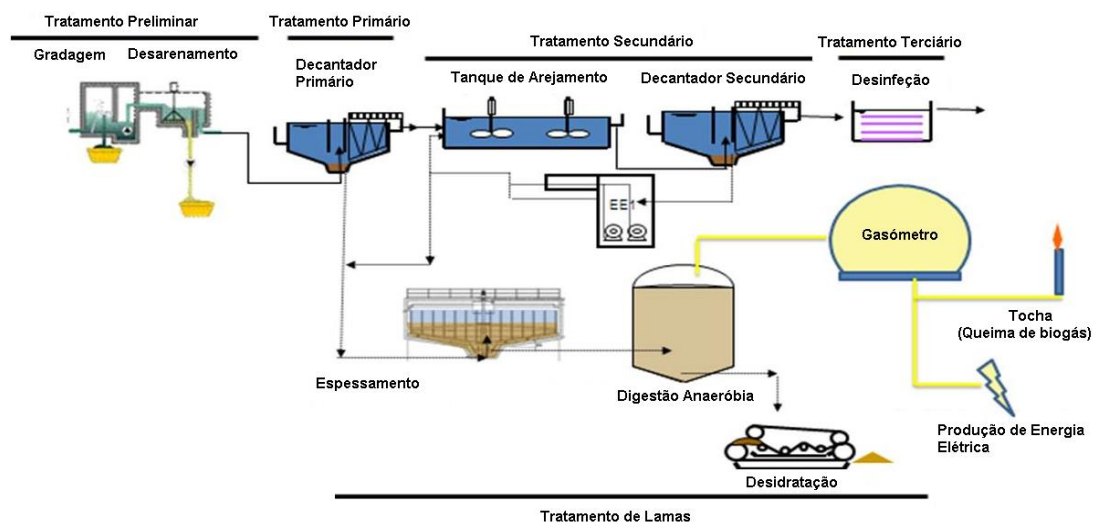 Tratamento Preliminar
Gradagem Desarenamento
Tratamento Primário
Decantador
Primário
Tratamento Secundário
Tanque de Arejamento Decantador Secundário
Tratamento Terciário
Desinfeção
EE1
Gasómetro
Tocha
(Queima de biogás)
Espessamento
Digestão Anaeróbia
Produção de Energia
Elétrica
Desidratação
Tratamento de Lamas